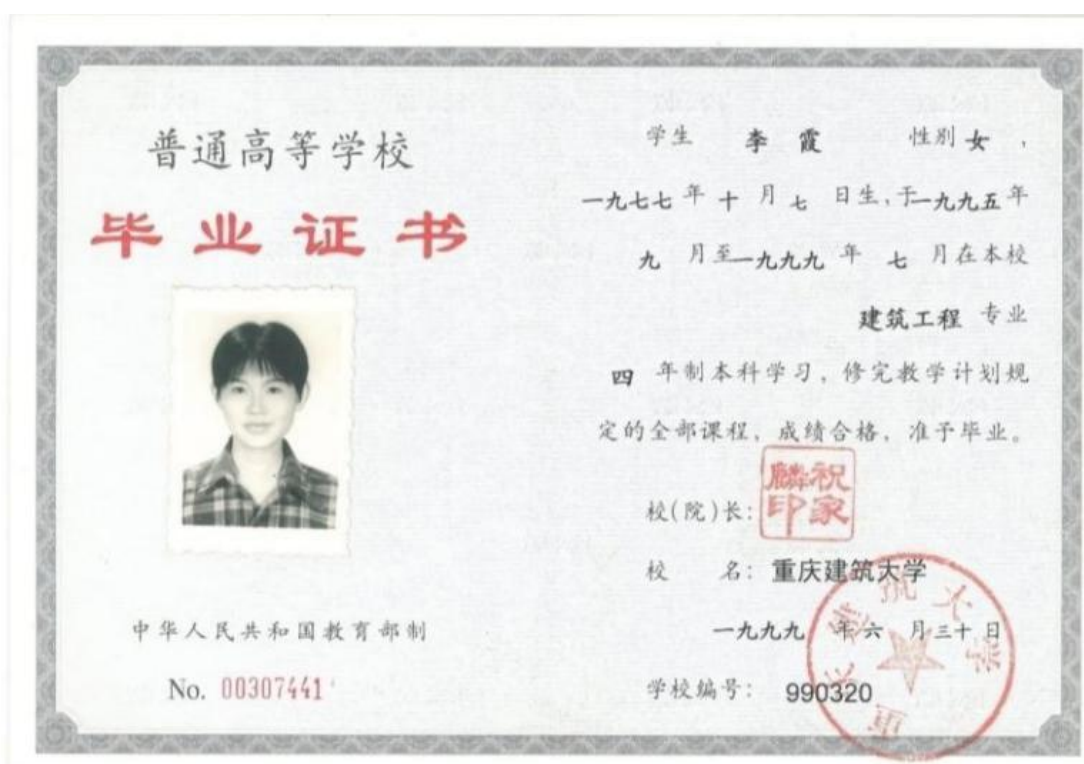 普通高等学校
毕业证书
中华人民共和国教育部制
No. 00307441
学生 李霞 性别 女，
一九七七年十月七日生，于一九九五年
九月至一九九九年七月在本校
建筑工程 专业
四年制本科学习，修完教学计划规
定的全部课程，成绩合格，准予毕业。
校(院)长：
祝家麟印
校 名：重庆建筑大学
一九九九年六月三十日
学校编号：990320
重庆建筑大学